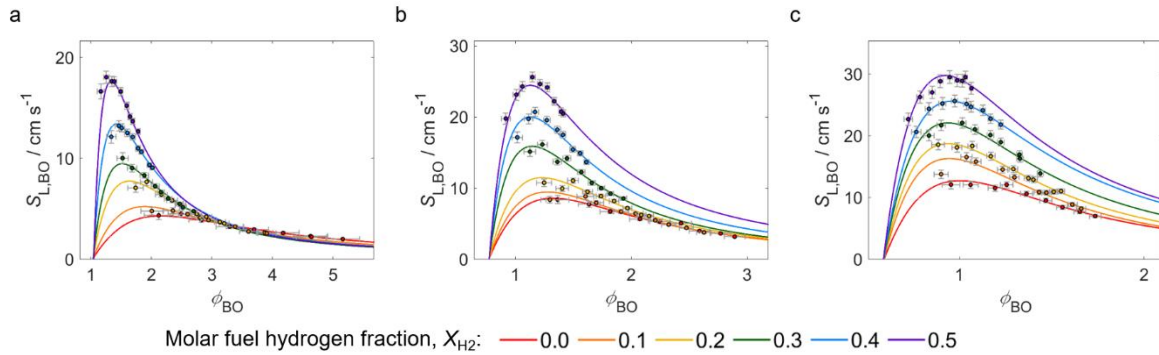 a
b
c
20
10
0
S_L,BO / cm s⁻¹
1 2 3 4 5
ϕ_BO
30
20
10
0
S_L,BO / cm s⁻¹
1 2 3
ϕ_BO
40
30
20
10
0
S_L,BO / cm s⁻¹
1 2
ϕ_BO
Molar fuel hydrogen fraction, X_H2: 0.0 0.1 0.2 0.3 0.4 0.5